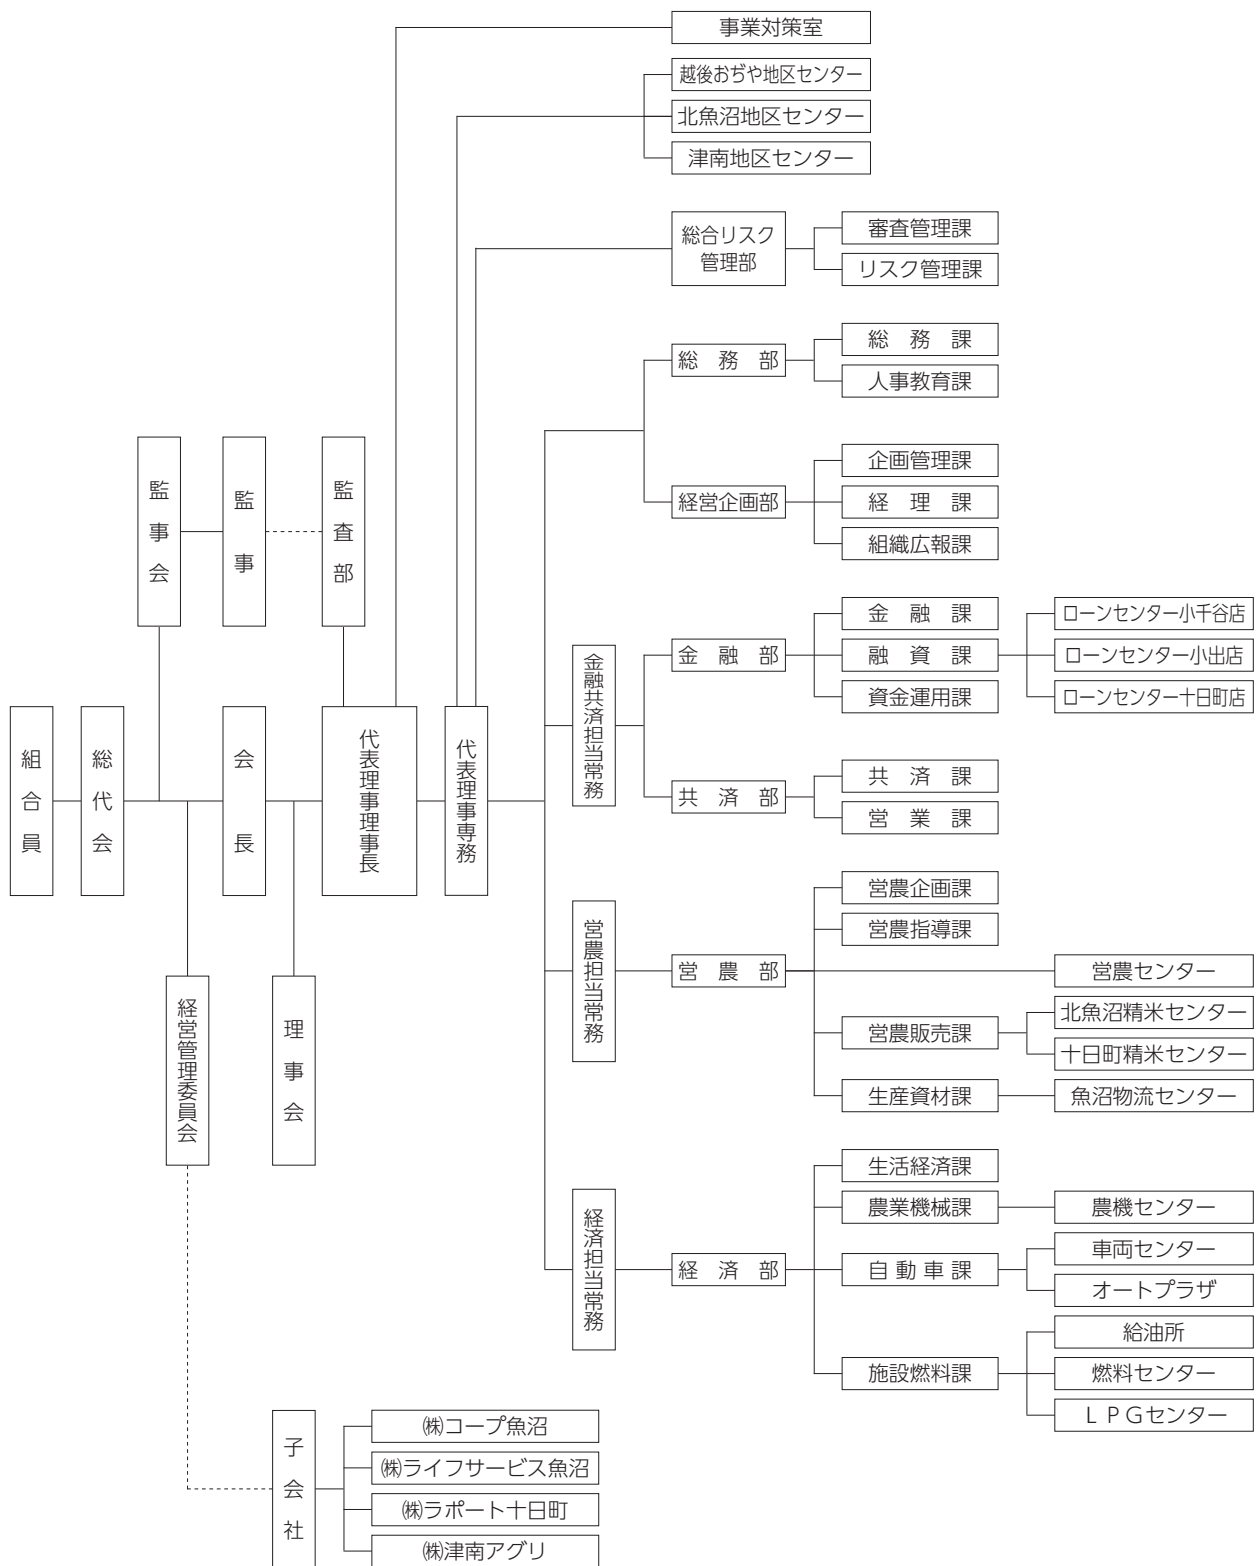 事業対策室
越後おぢや地区センター
北魚沼地区センター
津南地区センター
総合リスク
管理部
審査管理課
リスク管理課
総務部
総務課
人事教育課
経営企画部
企画管理課
経理課
組織広報課
監事会
監事
監査部
組合員
総代会
会長
代表理事理事長
代表理事専務
経営管理委員会
理事会
金融共済担当常務
金融部
金融課
融資課
資金運用課
ローンセンター小千谷店
ローンセンター小出店
ローンセンター十日町店
共済部
共済課
営業課
営農担当常務
営農部
営農企画課
営農指導課
営農センター
営農販売課
北魚沼精米センター
十日町精米センター
生産資材課
魚沼物流センター
経済担当常務
経済部
生活経済課
農業機械課
農機センター
自動車課
車両センター
オートプラザ
施設燃料課
給油所
燃料センター
ＬＰＧセンター
子会社
㈱コープ魚沼
㈱ライフサービス魚沼
㈱ラポート十日町
㈱津南アグリ